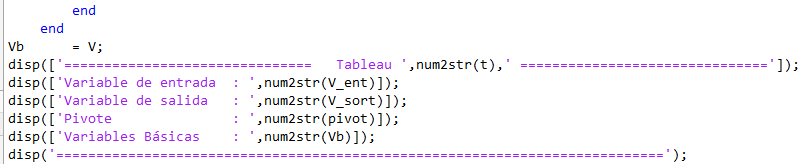 end
end
Vb = V;
disp(['=============================== Tableau ',num2str(t),' ===============================']);
disp(['Variable de entrada : ',num2str(V_ent)]);
disp(['Variable de salida : ',num2str(V_sort)]);
disp(['Pivote : ',num2str(pivot)]);
disp(['Variables Básicas : ',num2str(Vb)]);
disp('============================================================================');